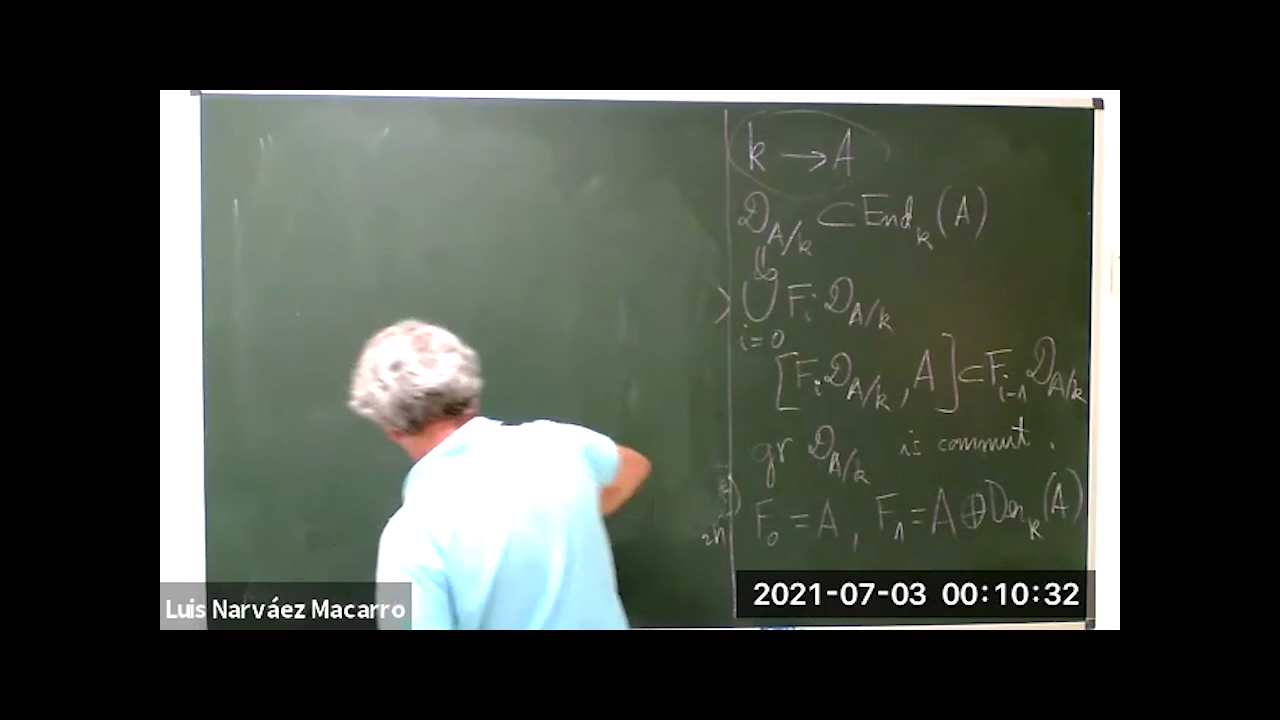 k → A
𝒟_{A/k} ⊂ End_k(A)
⋃_{i=0} F_i 𝒟_{A/k}
[F_i 𝒟_{A/k}, A] ⊂ F_{i-1} 𝒟_{A/k}
gr 𝒟_{A/k} is commut.
F_0 = A, F_1 = A ⊕ Der_k(A)
2021-07-03 00:10:32
Luis Narváez Macarro